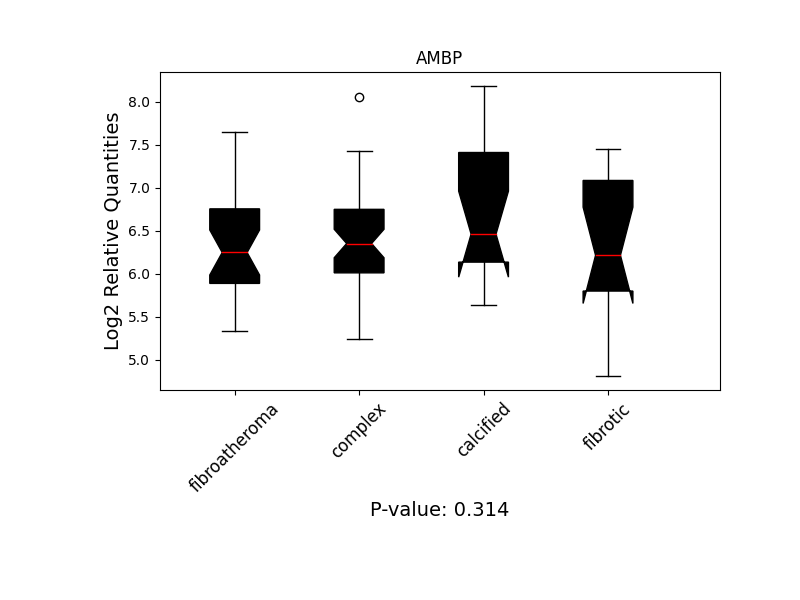 AMBP
Log2 Relative Quantities
8.0
7.5
7.0
6.5
6.0
5.5
5.0
fibroatheroma
complex
calcified
fibrotic
P-value: 0.314